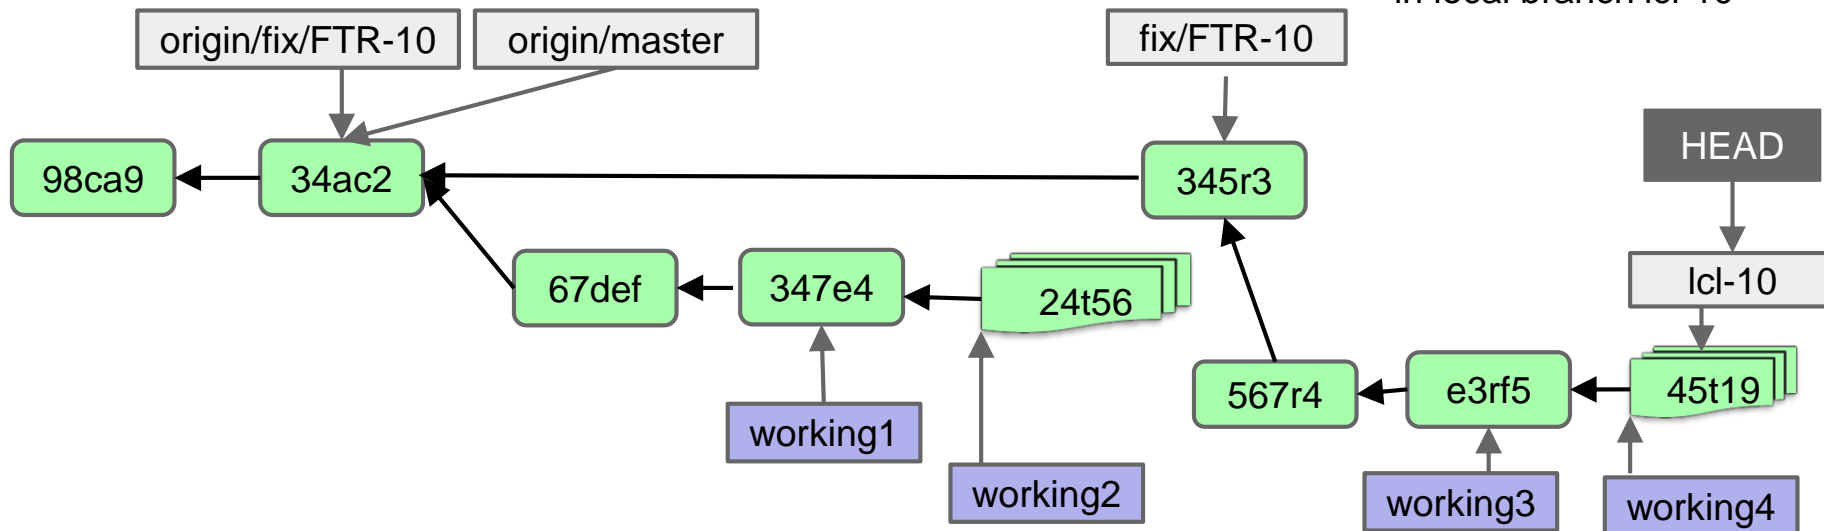 origin/fix/FTR-10
origin/master
fix/FTR-10
HEAD
98ca9
34ac2
345r3
67def
347e4
24t56
lcl-10
567r4
e3rf5
45t19
working1
working2
working3
working4